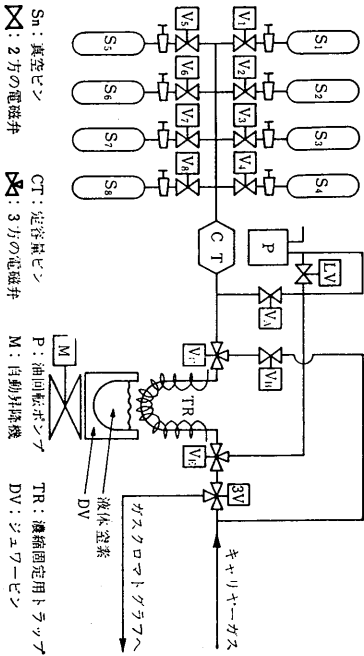 S₅
V₅
V₁
S₁
S₆
V₆
V₂
S₂
S₇
V₇
V₃
S₃
S₈
V₈
V₄
S₄
CT
P
LV
Vₐ
V_H
TR
3V
M
液体窒素
DV
キャリヤーガス
ガスクロマトグラフへ
Sn: 真空ビン
CT: 定容量ビン
P: 油回転ポンプ
TR: 濃縮固定用トラップ
: 2方の電磁弁
: 3方の電磁弁
M: 自動昇降機
DV: ジュワービン